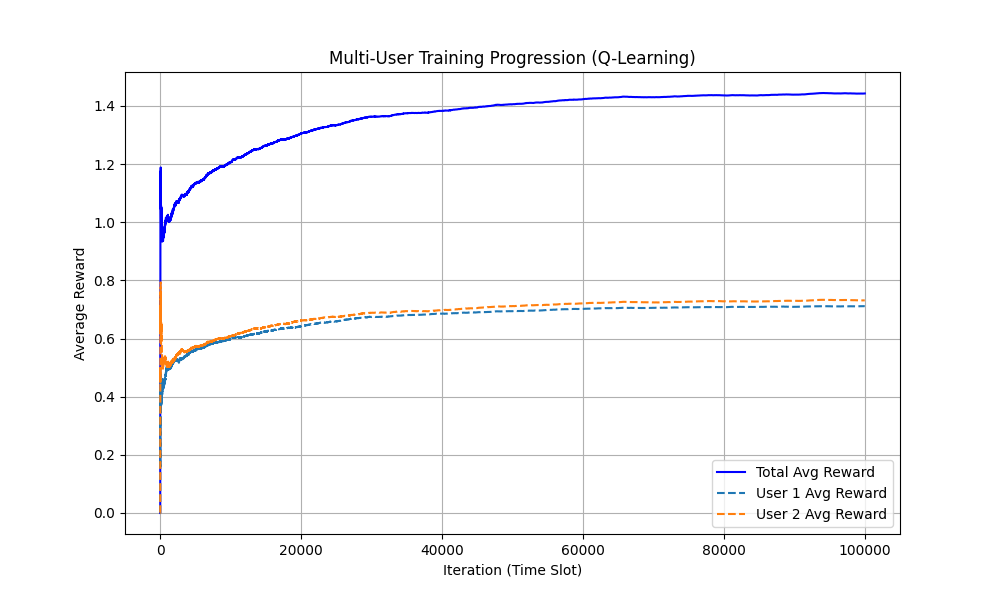 Multi-User Training Progression (Q-Learning)
Average Reward
1.4
1.2
1.0
0.8
0.6
0.4
0.2
0.0
0 20000 40000 60000 80000 100000
Iteration (Time Slot)
Total Avg Reward
User 1 Avg Reward
User 2 Avg Reward